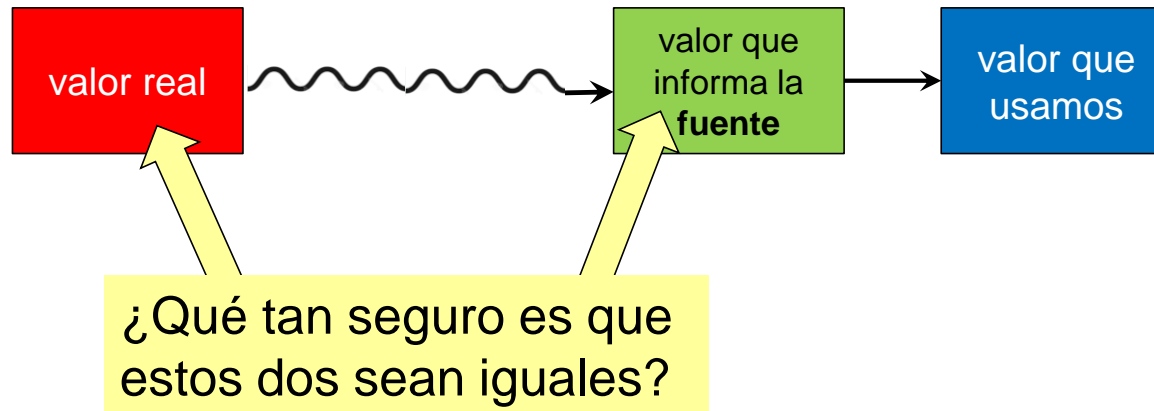 valor real
valor que
informa la
fuente
valor que
usamos
¿Qué tan seguro es que
estos dos sean iguales?